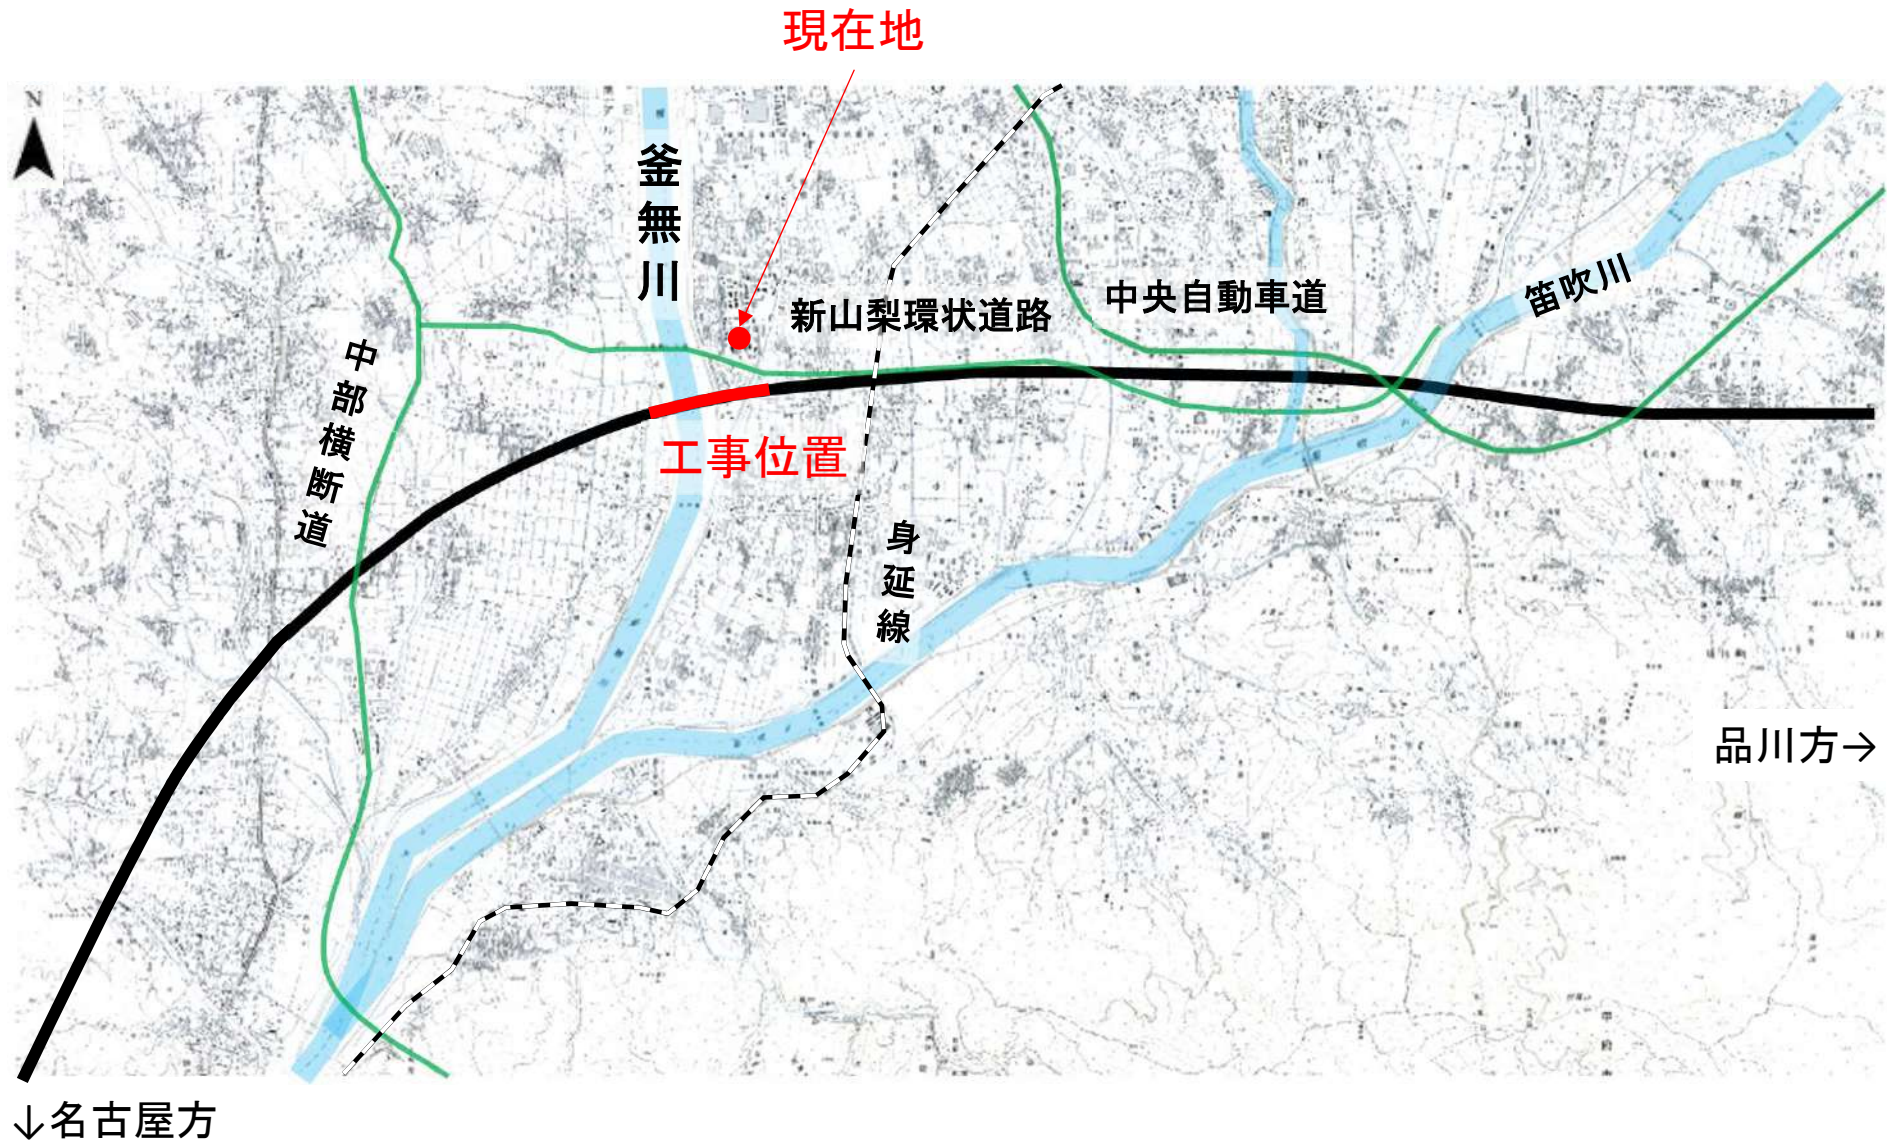 現在地
N
釜無川
新山梨環状道路
中央自動車道
笛吹川
中部横断道
工事位置
身延線
品川方→
↓名古屋方